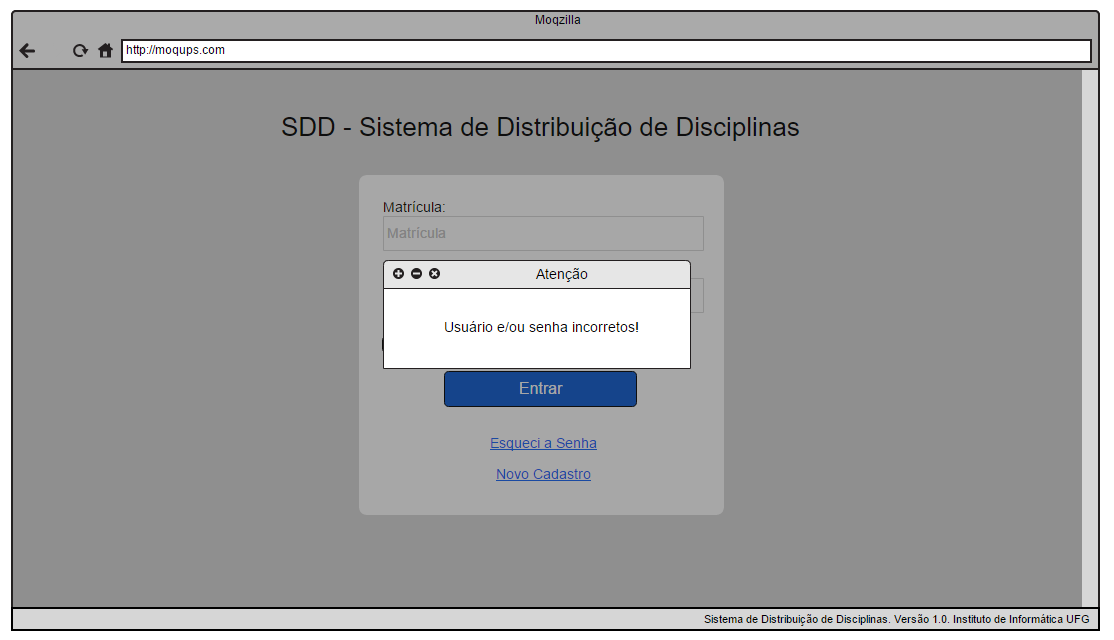 Moqzilla
http://moqups.com
SDD - Sistema de Distribuição de Disciplinas
Matrícula:
Matrícula
Atenção
Usuário e/ou senha incorretos!
Entrar
Esqueci a Senha
Novo Cadastro
Sistema de Distribuição de Disciplinas. Versão 1.0. Instituto de Informática UFG